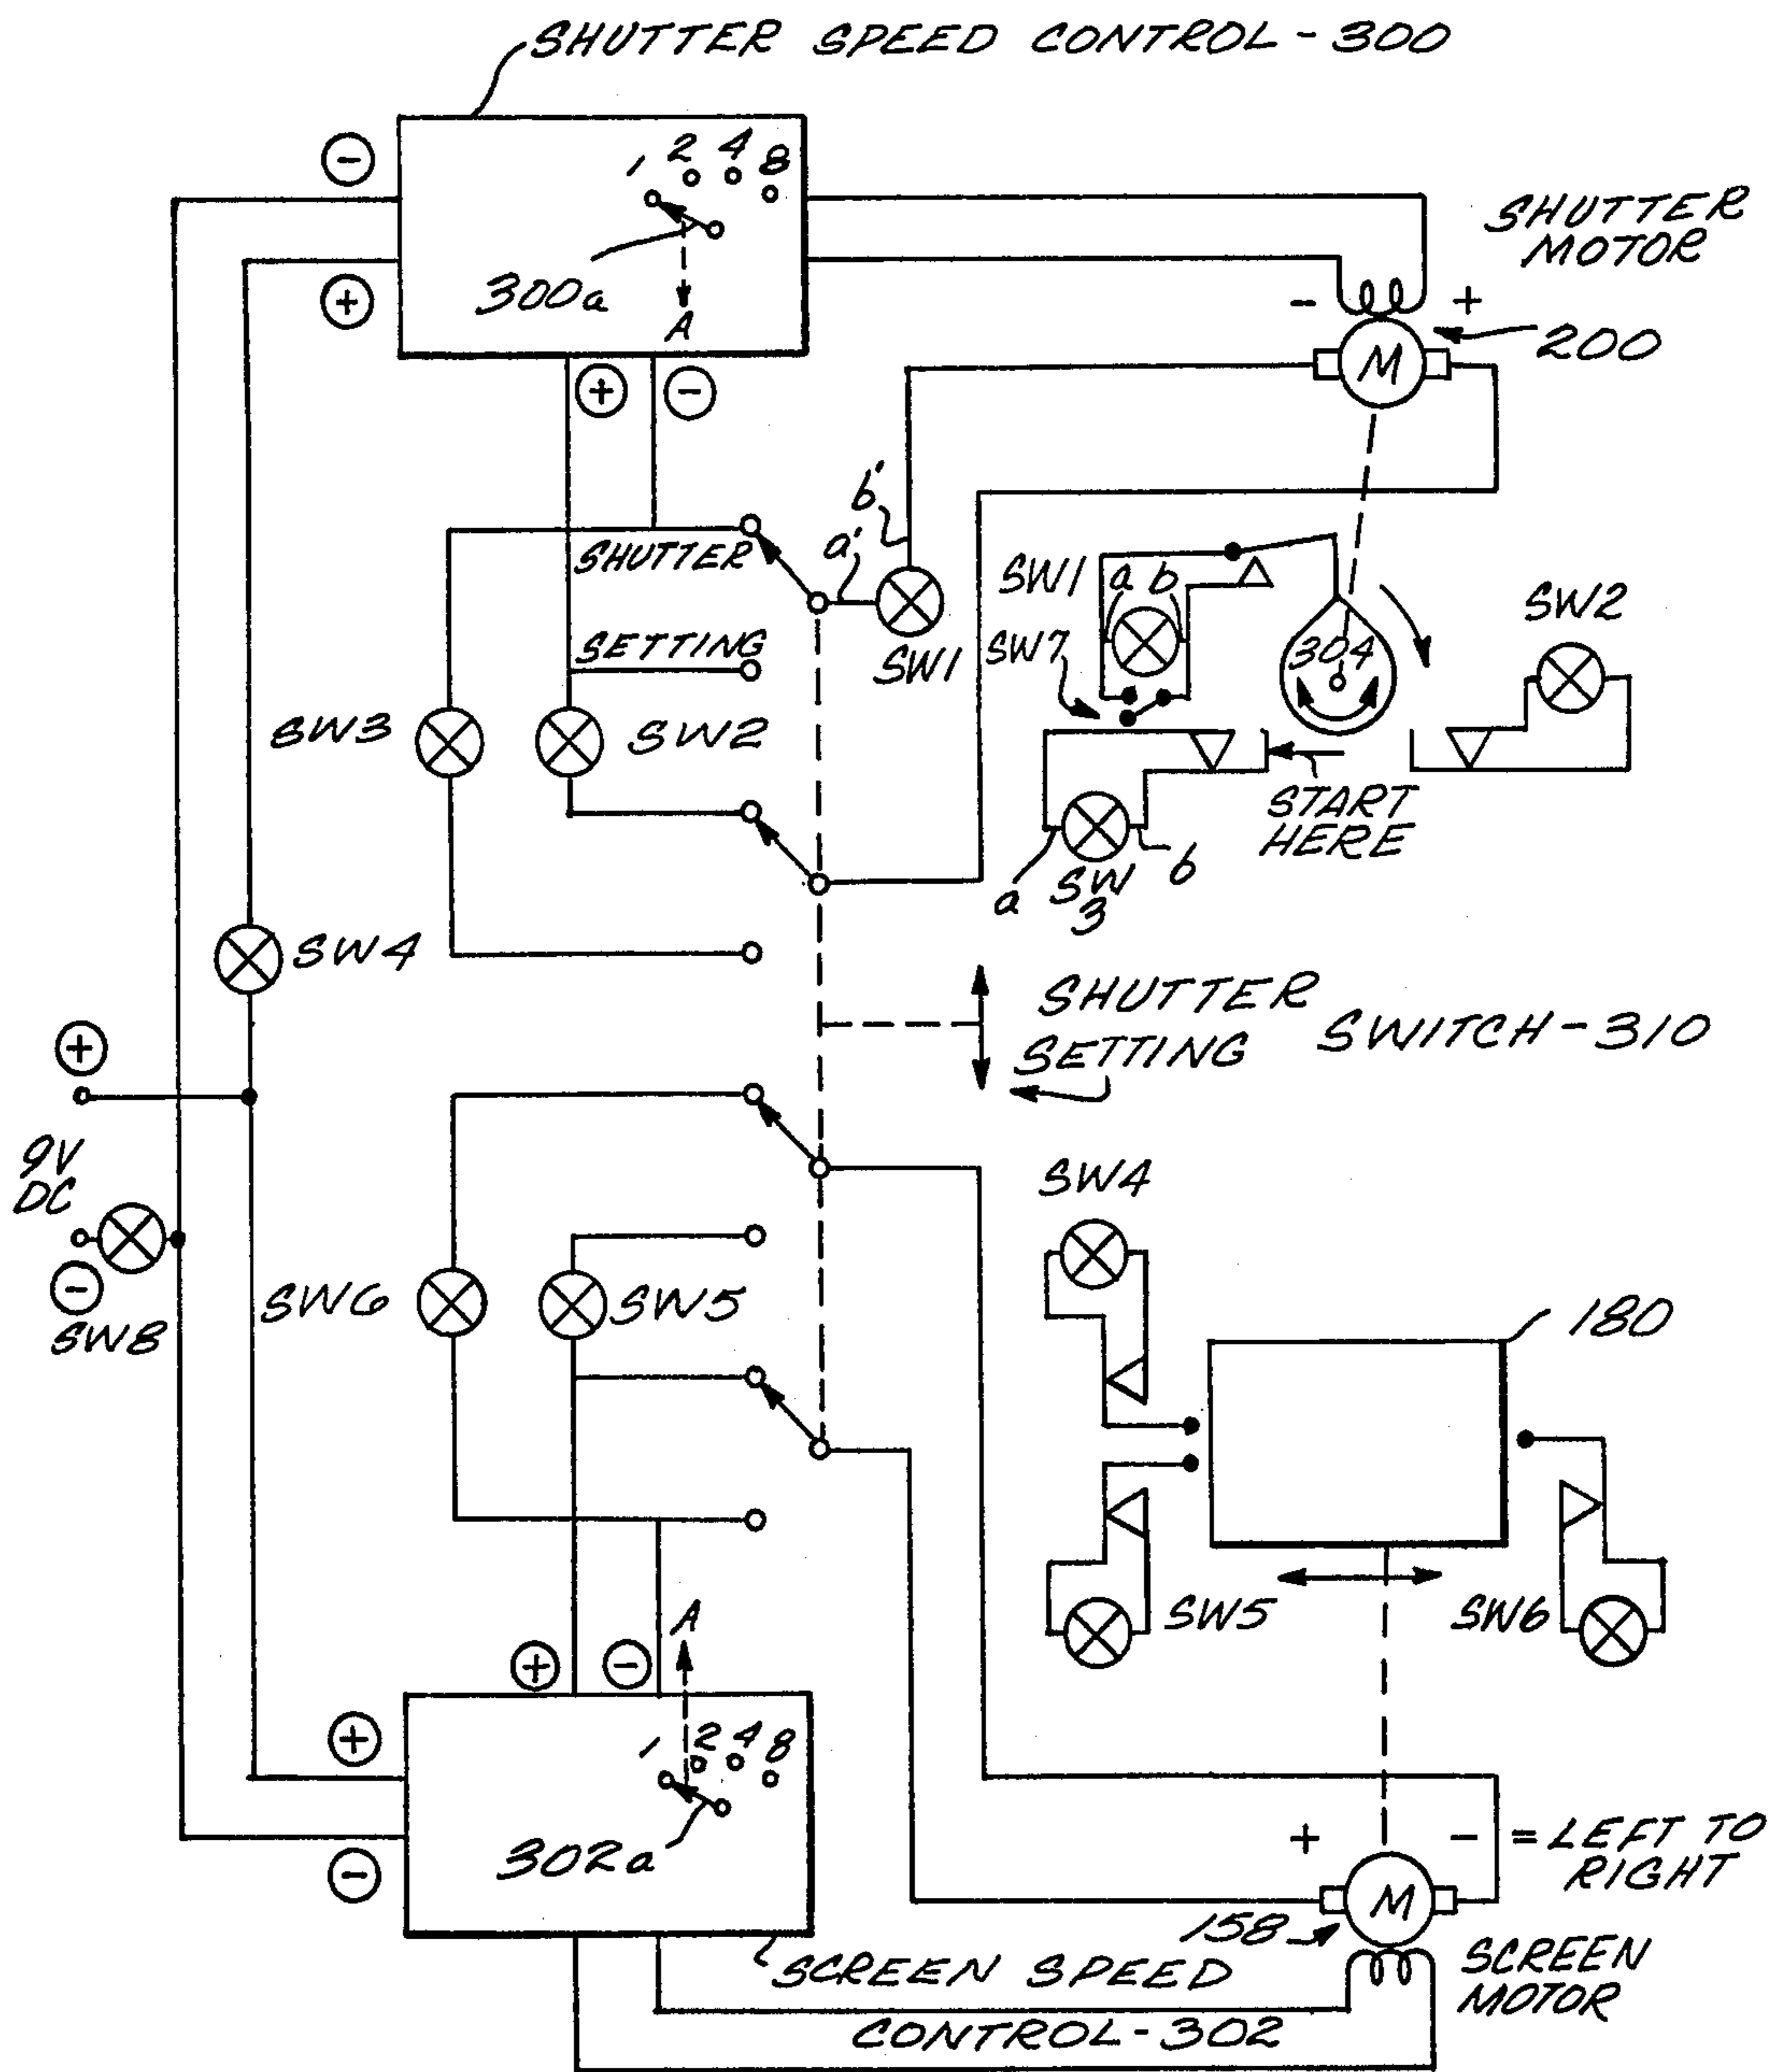 SHUTTER SPEED CONTROL - 300
1 2 4 8
300a
A
SHUTTER
MOTOR
- +
200
M
SHUTTER
a'
b'
SW1
SETTING
SW3
SW2
SW1
a b
SW7
304
SW2
START
HERE
a
SW
3
b
SW4
SHUTTER
SETTING
SWITCH-310
+
9V
DC
-
SW8
SW6
SW5
SW4
180
SW5
SW6
A
+ -
1 2 4 8
302a
+ - = LEFT TO
RIGHT
M
158
SCREEN
MOTOR
SCREEN SPEED
CONTROL-302